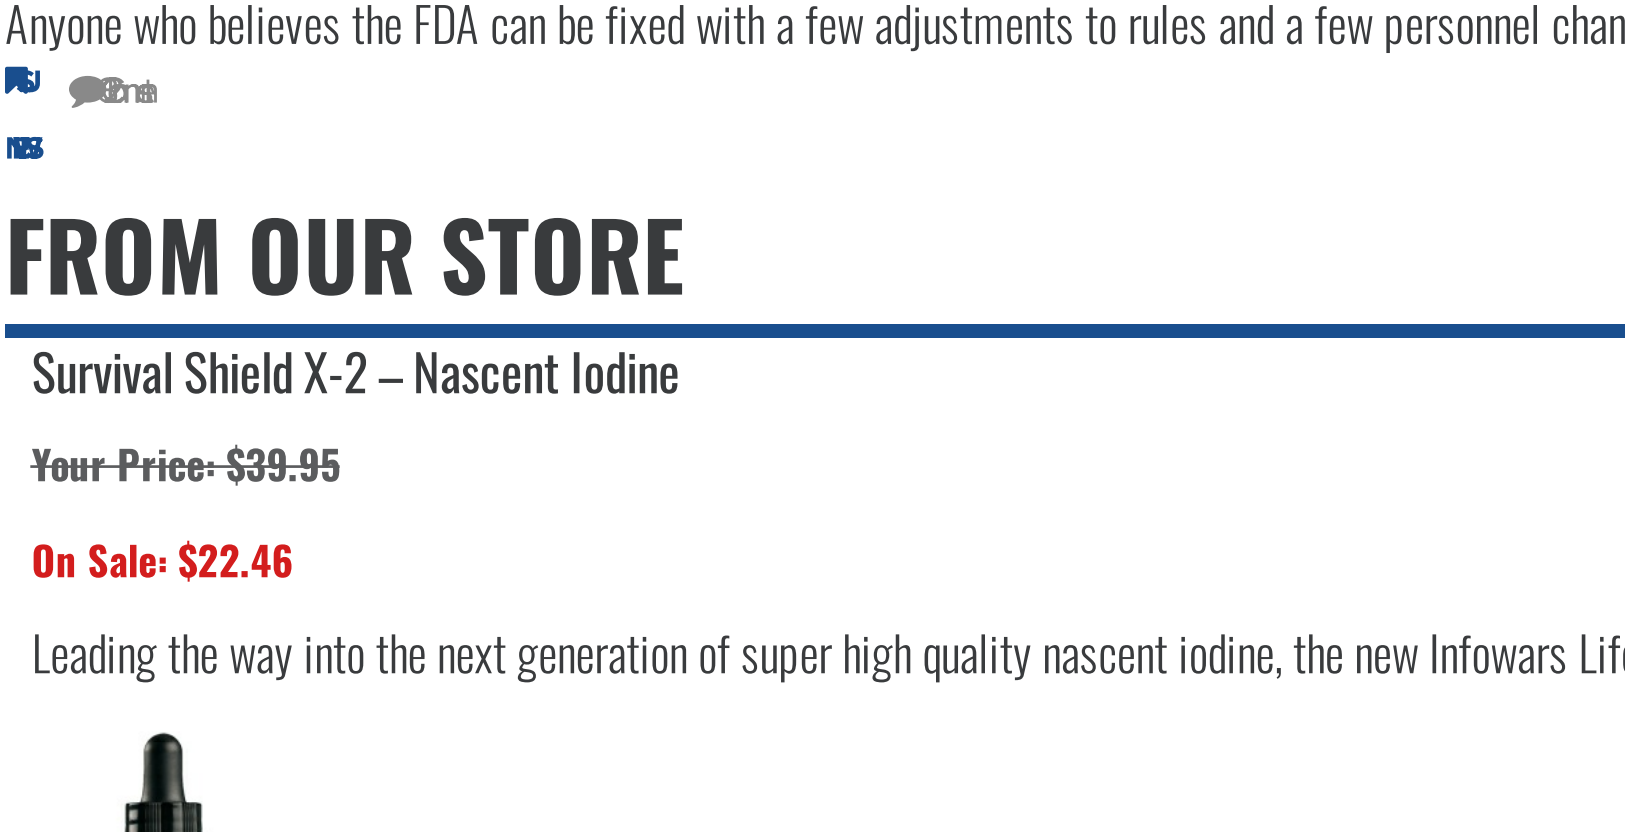 Anyone who believes the FDA can be fixed with a few adjustments to rules and a few personnel chan
FROM OUR STORE
Survival Shield X-2 – Nascent Iodine
Your Price: $39.95
On Sale: $22.46
Leading the way into the next generation of super high quality nascent iodine, the new Infowars Life